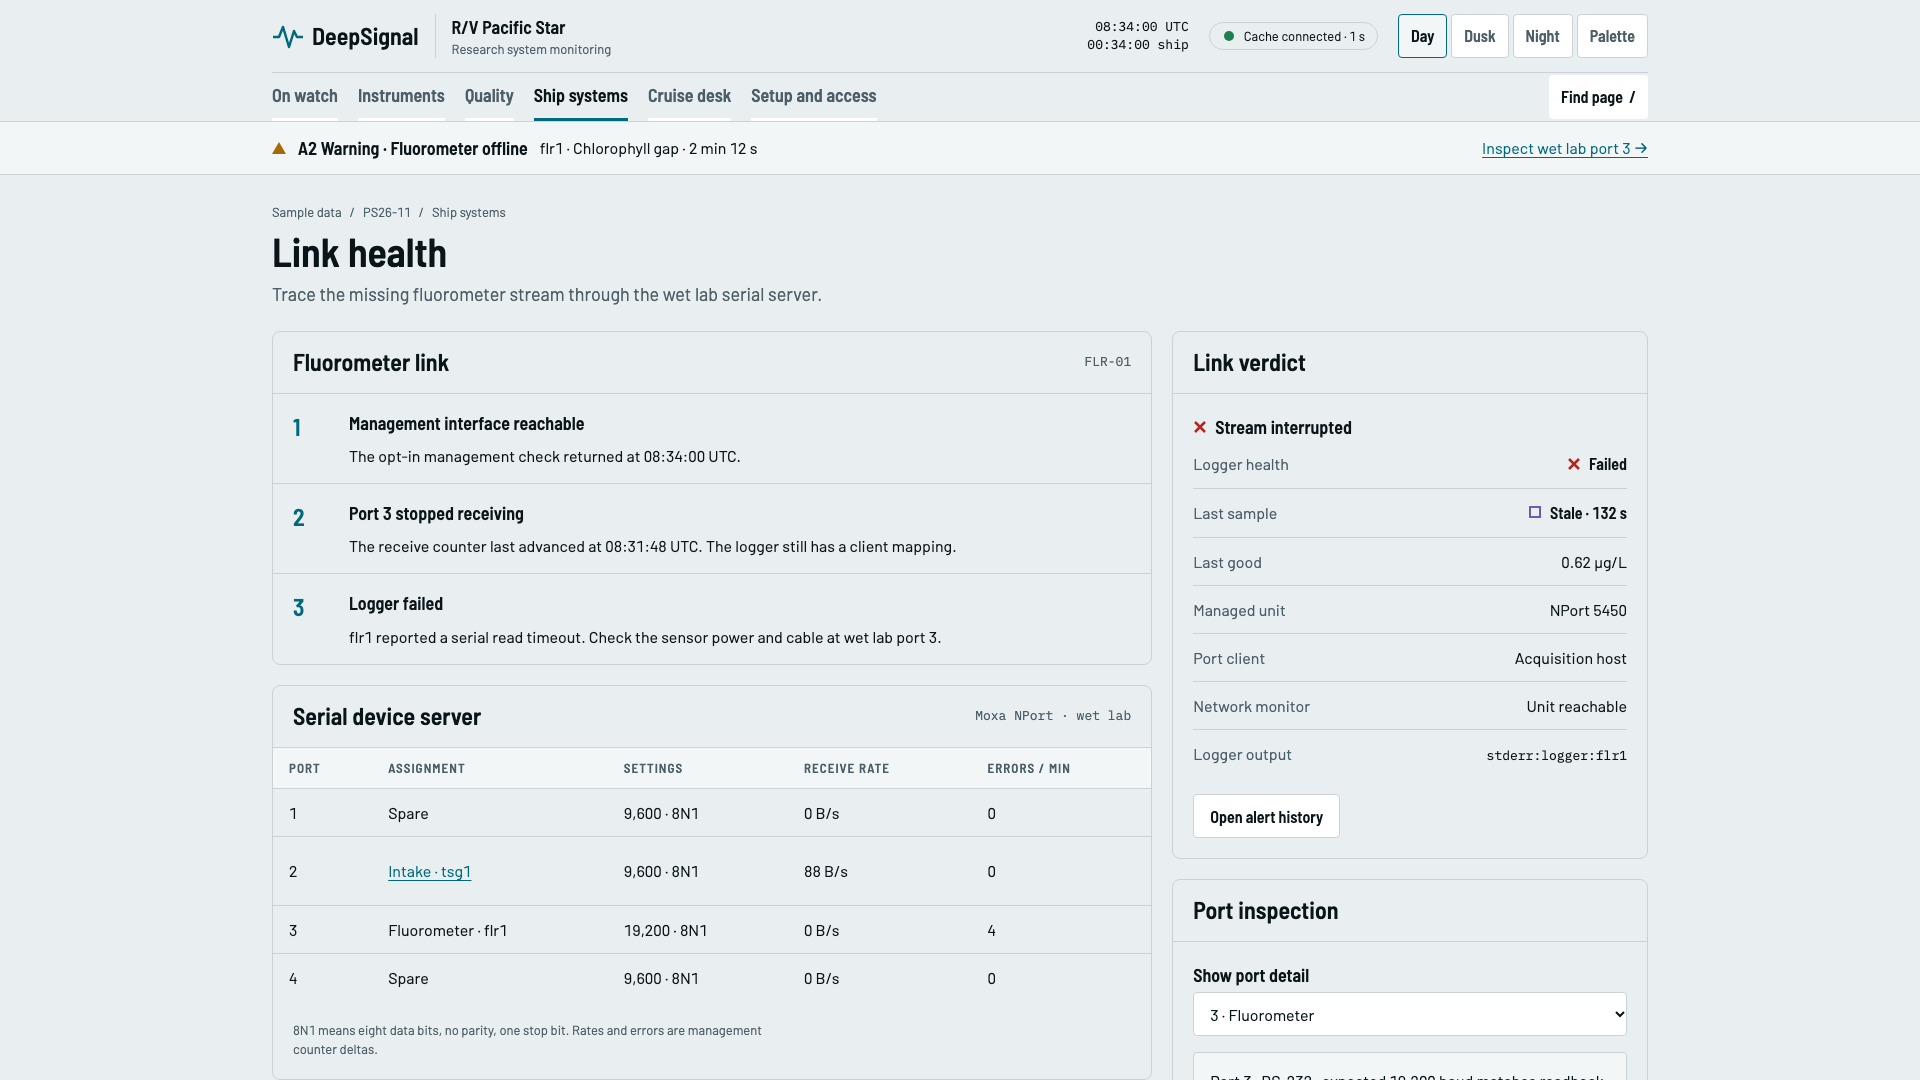 DeepSignal
R/V Pacific Star
Research system monitoring
08:34:00 UTC
00:34:00 ship
Cache connected · 1 s
Day
Dusk
Night
Palette
On watch
Instruments
Quality
Ship systems
Cruise desk
Setup and access
Find page /
A2 Warning · Fluorometer offline flr1 · Chlorophyll gap · 2 min 12 s
Inspect wet lab port 3 →
Sample data / PS26-11 / Ship systems
Link health
Trace the missing fluorometer stream through the wet lab serial server.
Fluorometer link
FLR-01
1
Management interface reachable
The opt-in management check returned at 08:34:00 UTC.
2
Port 3 stopped receiving
The receive counter last advanced at 08:31:48 UTC. The logger still has a client mapping.
3
Logger failed
flr1 reported a serial read timeout. Check the sensor power and cable at wet lab port 3.
Serial device server
Moxa NPort · wet lab
PORT ASSIGNMENT SETTINGS RECEIVE RATE ERRORS / MIN
1 Spare 9,600 · 8N1 0 B/s 0
2 Intake · tsg1 9,600 · 8N1 88 B/s 0
3 Fluorometer · flr1 19,200 · 8N1 0 B/s 4
4 Spare 9,600 · 8N1 0 B/s 0
8N1 means eight data bits, no parity, one stop bit. Rates and errors are management
counter deltas.
Link verdict
Stream interrupted
Logger health Failed
Last sample Stale · 132 s
Last good 0.62 µg/L
Managed unit NPort 5450
Port client Acquisition host
Network monitor Unit reachable
Logger output stderr:logger:flr1
Open alert history
Port inspection
Show port detail
3 · Fluorometer